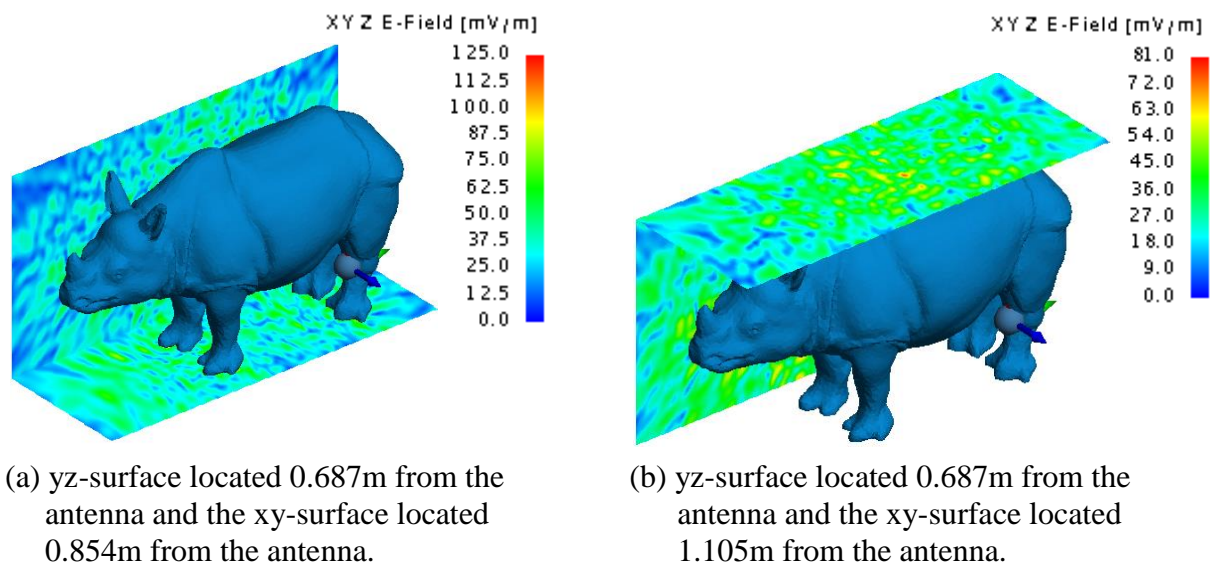 XYZ E-Field [mV/m]
125.0
112.5
100.0
87.5
75.0
62.5
50.0
37.5
25.0
12.5
0.0
XYZ E-Field [mV/m]
81.0
72.0
63.0
54.0
45.0
36.0
27.0
18.0
9.0
0.0
(a) yz-surface located 0.687m from the
antenna and the xy-surface located
0.854m from the antenna.
(b) yz-surface located 0.687m from the
antenna and the xy-surface located
1.105m from the antenna.